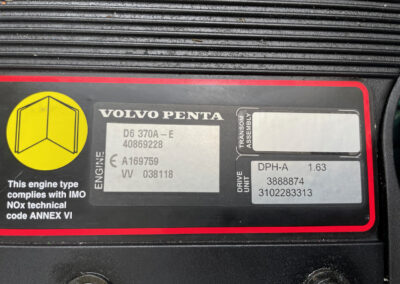 This engine type
complies with IMO
NOx technical
code ANNEX VI
VOLVO PENTA
ENGINE
D6 370A-E
40869228
CE A169759
VV 038118
TRANSOM
ASSEMBLY
DRIVE
UNIT
DPH-A 1.63
3888874
3102283313